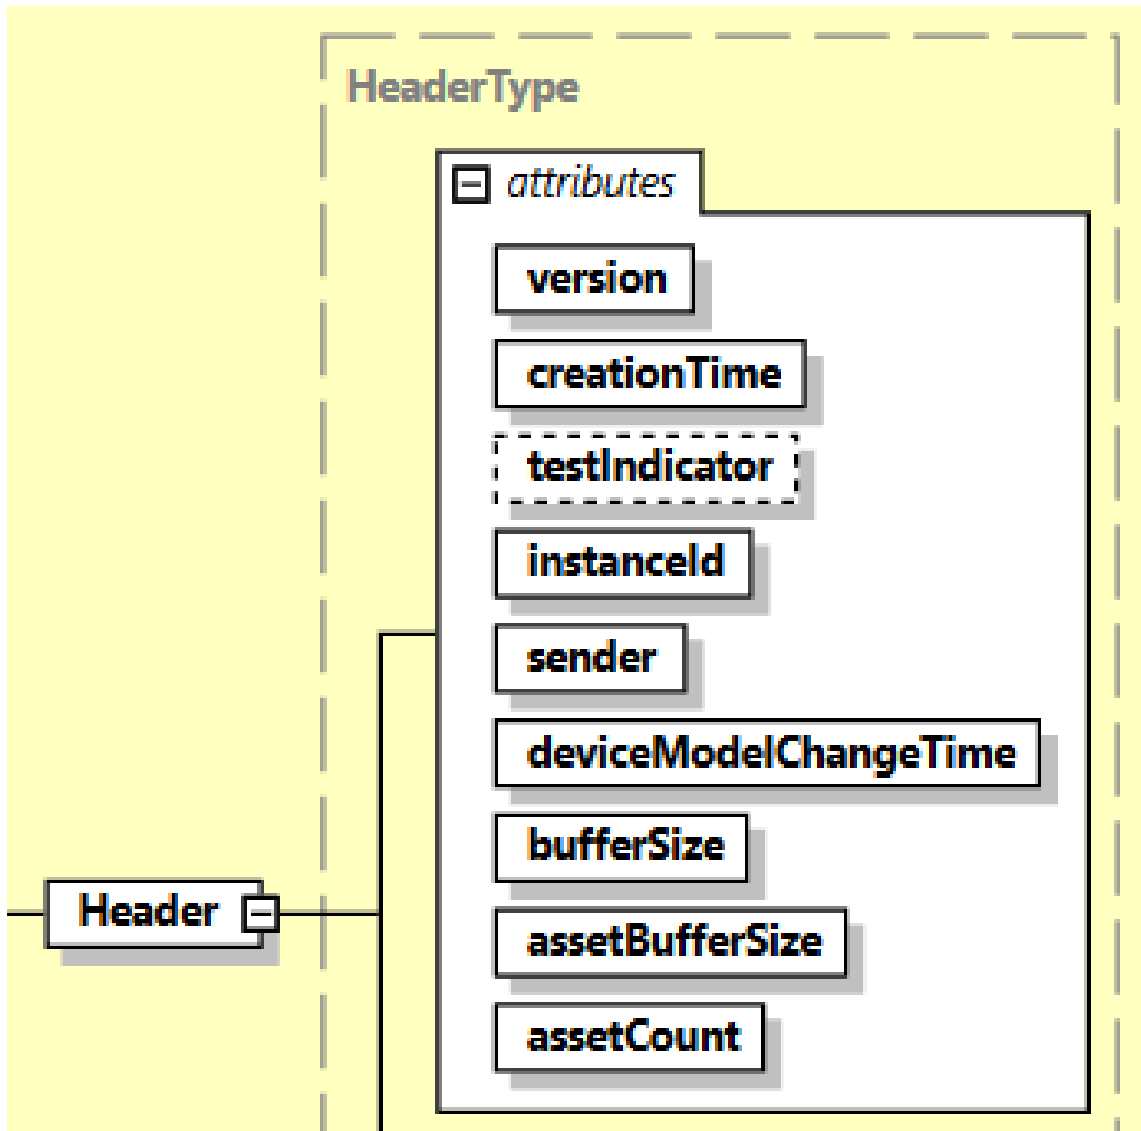 HeaderType
attributes
version
creationTime
testIndicator
instanceId
sender
deviceModelChangeTime
bufferSize
Header
assetBufferSize
assetCount